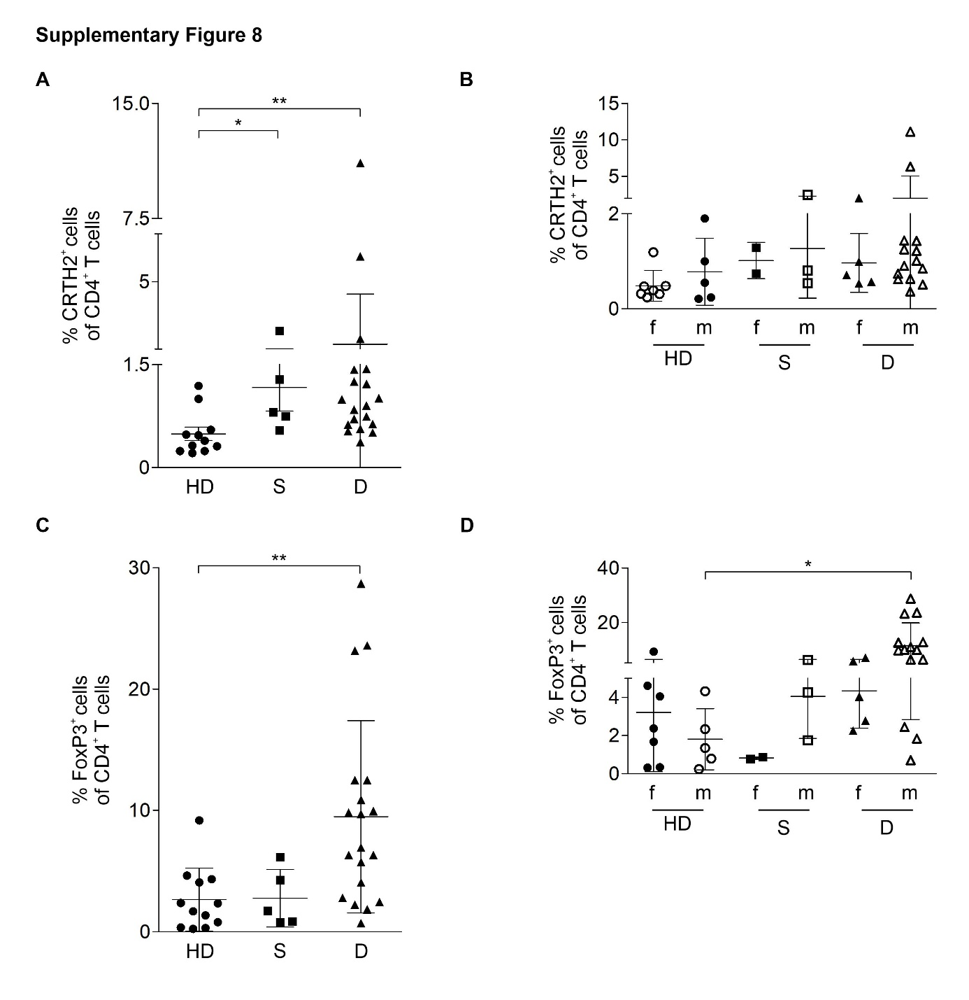 Supplementary Figure 8
A
% CRTH2⁺ cells
of CD4⁺ T cells
15.0
7.5
5
1.5
0
**
*
HD S D
B
% CRTH2⁺ cells
of CD4⁺ T cells
15
10
5
2
0
f m f m f m
HD S D
C
% FoxP3⁺ cells
of CD4⁺ T cells
30
20
10
0
**
HD S D
D
% FoxP3⁺ cells
of CD4⁺ T cells
40
20
4
2
0
*
f m f m f m
HD S D